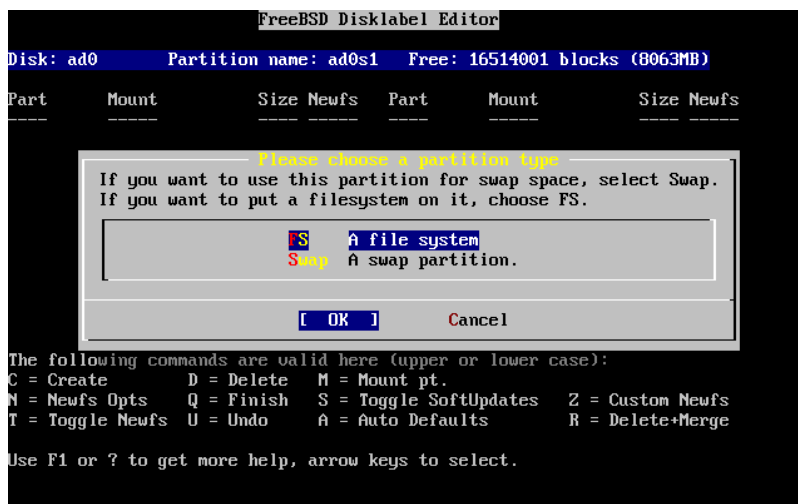 FreeBSD Disklabel Editor
Disk: ad0 Partition name: ad0s1 Free: 16514001 blocks (8063MB)
Part Mount Size Newfs Part Mount Size Newfs
---- ----- ---- ----- ---- ----- ---- -----
Please choose a partition type
If you want to use this partition for swap space, select Swap.
If you want to put a filesystem on it, choose FS.
FS A file system
Swap A swap partition.
[ OK ] Cancel
The following commands are valid here (upper or lower case):
C = Create D = Delete M = Mount pt.
N = Newfs Opts Q = Finish S = Toggle SoftUpdates Z = Custom Newfs
T = Toggle Newfs U = Undo A = Auto Defaults R = Delete+Merge
Use F1 or ? to get more help, arrow keys to select.